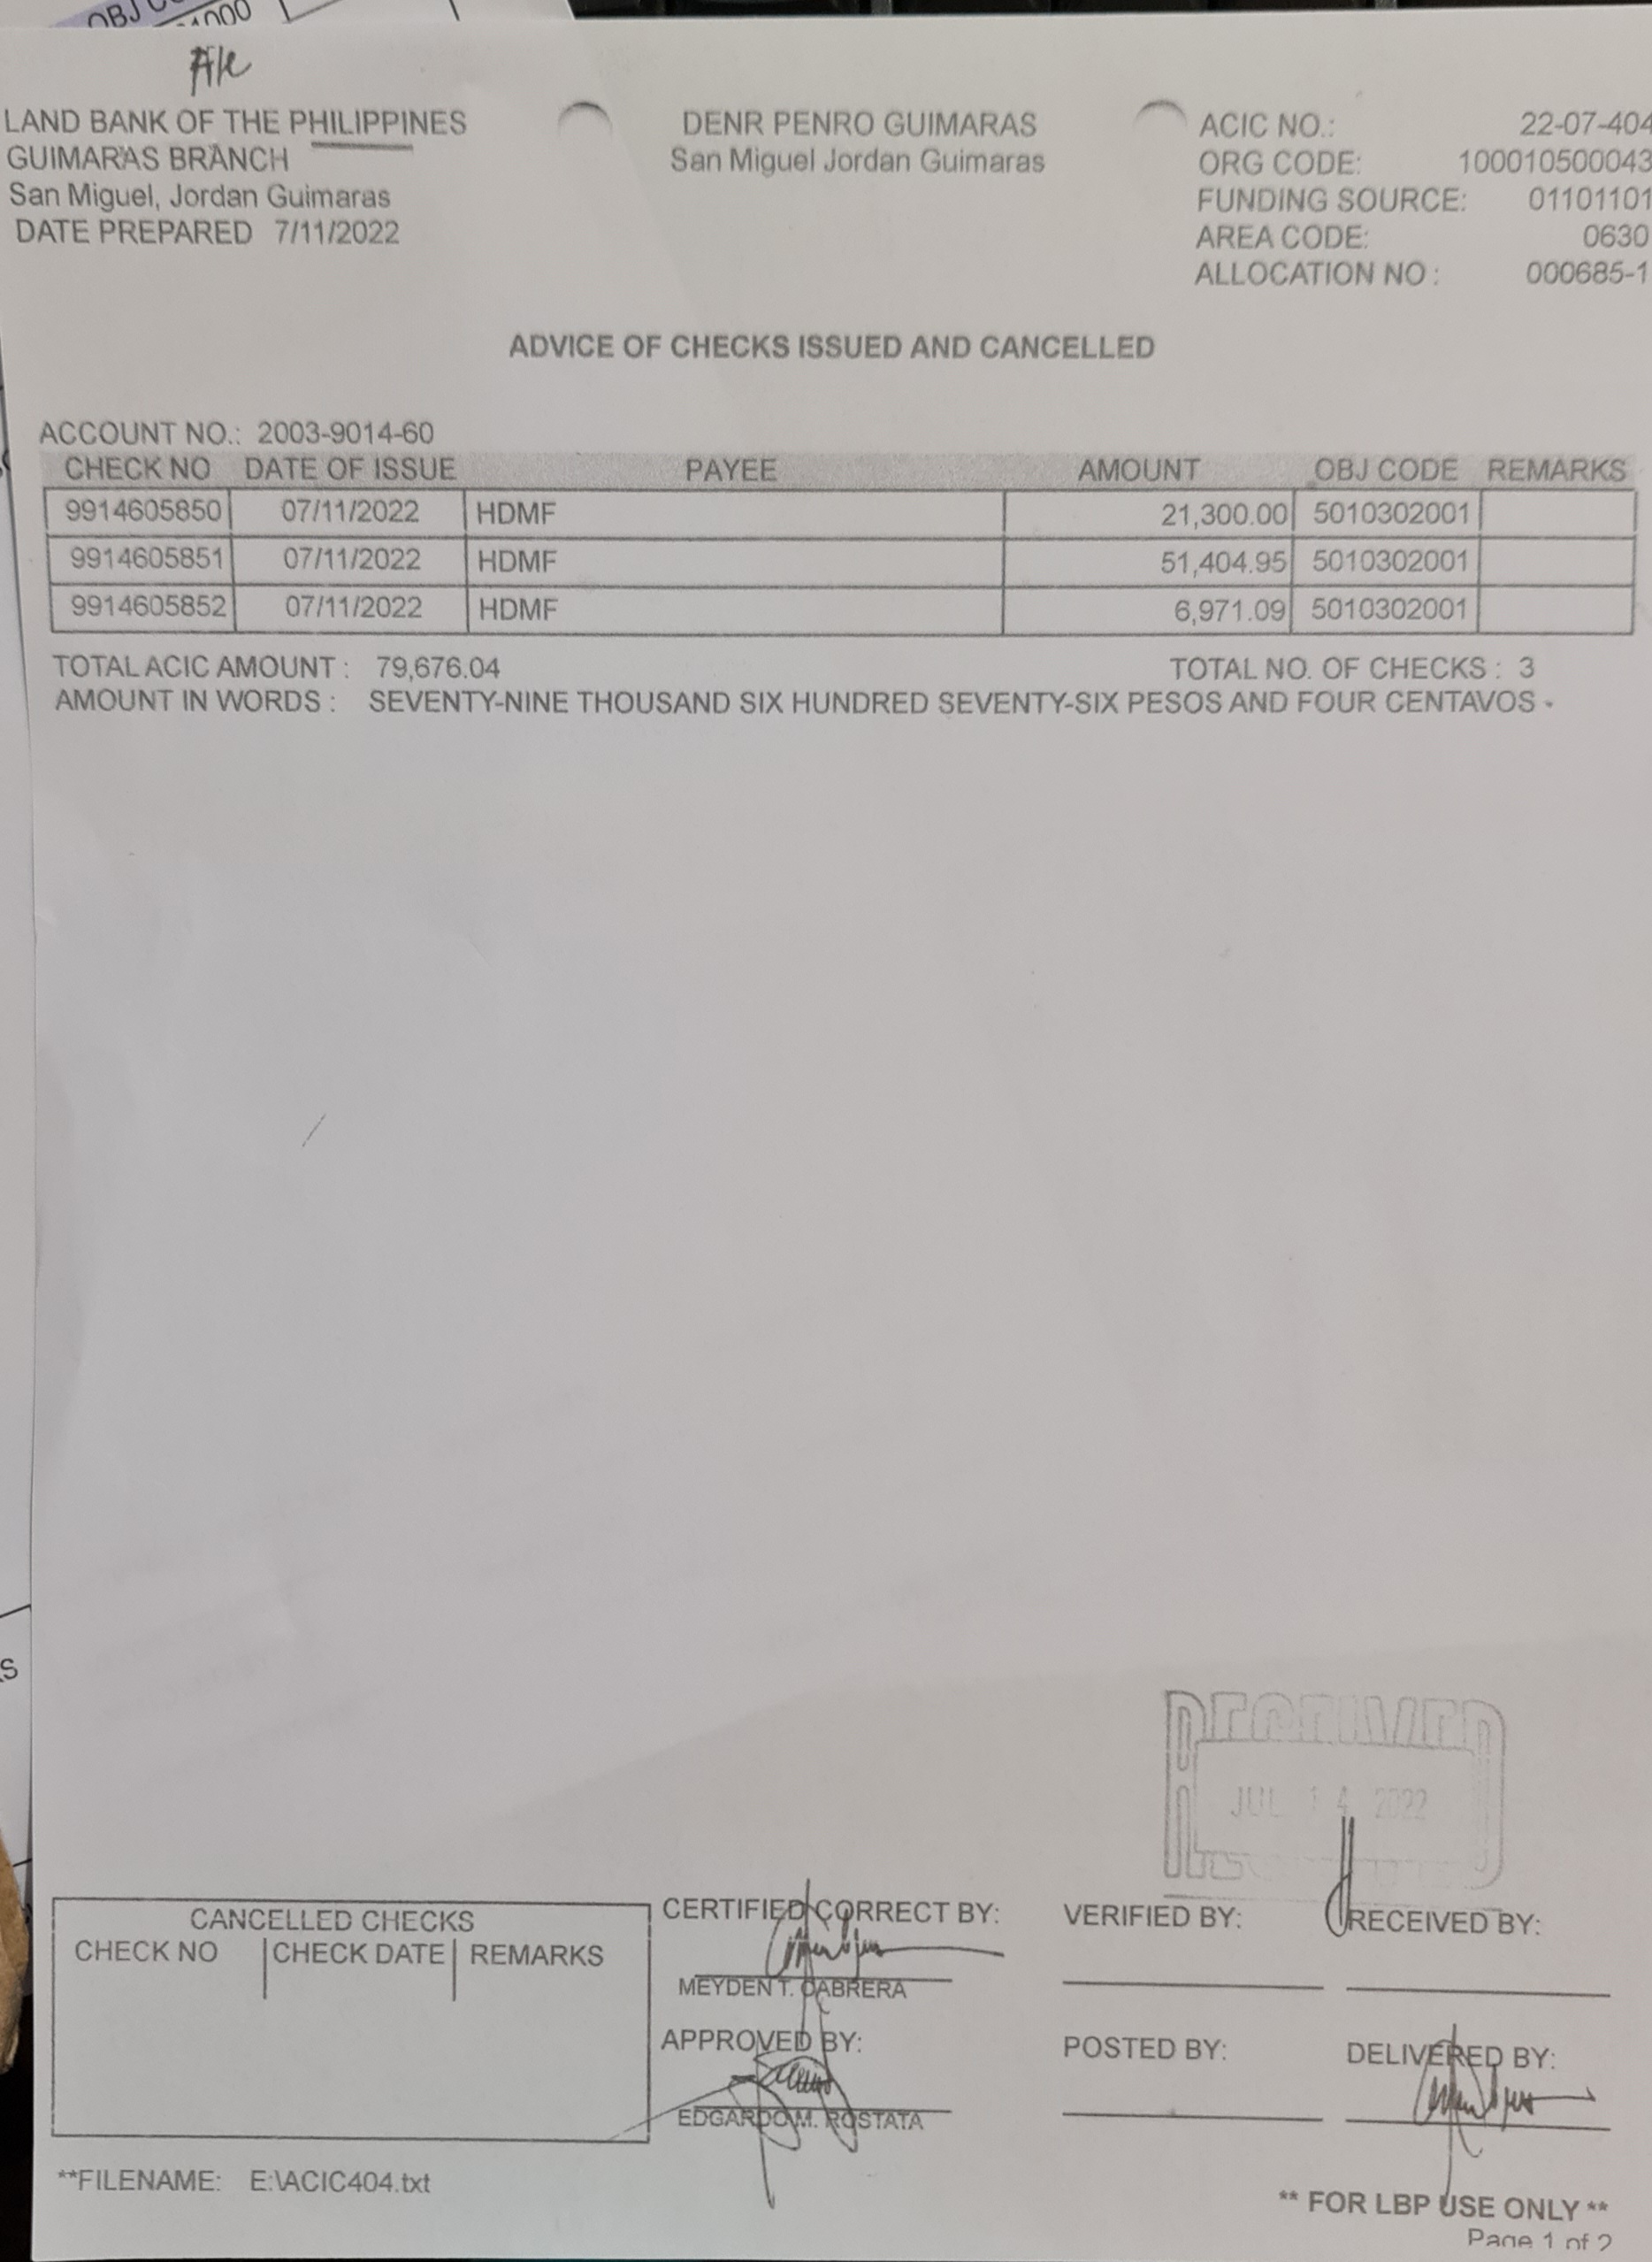 OBJ
File
LAND BANK OF THE PHILIPPINES
GUIMARAS BRANCH
San Miguel, Jordan Guimaras
DATE PREPARED 7/11/2022
DENR PENRO GUIMARAS
San Miguel Jordan Guimaras
ACIC NO.: 22-07-404
ORG CODE: 100010500043
FUNDING SOURCE: 01101101
AREA CODE: 0630
ALLOCATION NO : 000685-1
ADVICE OF CHECKS ISSUED AND CANCELLED
ACCOUNT NO.: 2003-9014-60
CHECK NO DATE OF ISSUE PAYEE AMOUNT OBJ CODE REMARKS
9914605850 07/11/2022 HDMF 21,300.00 5010302001
9914605851 07/11/2022 HDMF 51,404.95 5010302001
9914605852 07/11/2022 HDMF 6,971.09 5010302001
TOTAL ACIC AMOUNT : 79,676.04 TOTAL NO. OF CHECKS : 3
AMOUNT IN WORDS : SEVENTY-NINE THOUSAND SIX HUNDRED SEVENTY-SIX PESOS AND FOUR CENTAVOS -
RECEIVED
JUL 14 2022
CANCELLED CHECKS
CHECK NO CHECK DATE REMARKS
CERTIFIED CORRECT BY:
MEYDEN T. CABRERA
APPROVED BY:
EDGARDO M. ROSTATA
VERIFIED BY:
RECEIVED BY:
POSTED BY:
DELIVERED BY:
**FILENAME: E:\ACIC404.txt
** FOR LBP USE ONLY **
Page 1 of 2